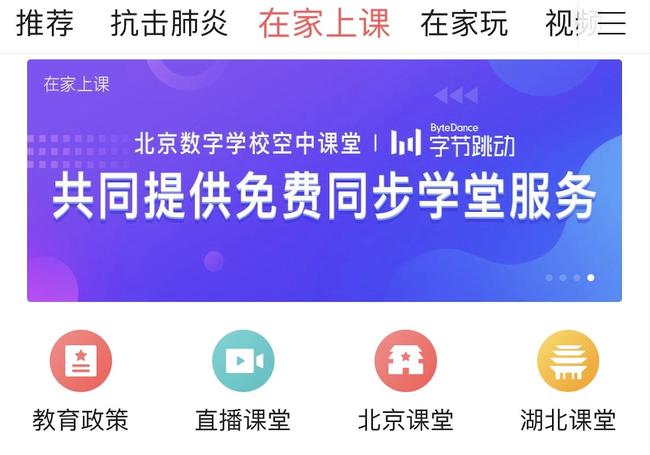 推荐 抗击肺炎 在家上课 在家玩 视频
在家上课
北京数字学校空中课堂 | ByteDance 字节跳动
共同提供免费同步学堂服务
教育政策 直播课堂 北京课堂 湖北课堂